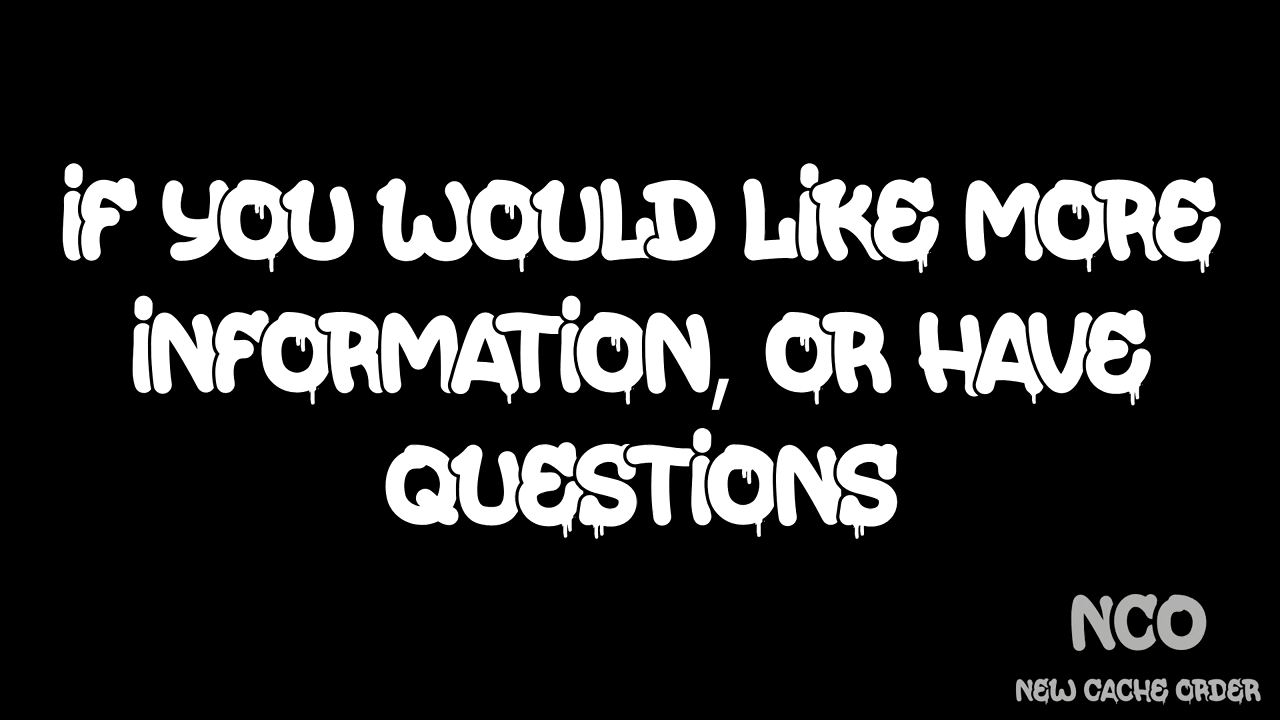 IF YOU WOULD LIKE MORE
INFORMATION, OR HAVE
QUESTIONS
NCO
NEW CACHE ORDER